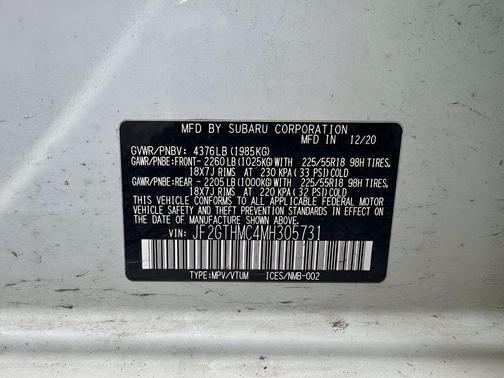 MFD BY SUBARU CORPORATION
MFD IN 12/20
GVWR/PNBV: 4376LB (1985KG)
GAWR/PNBE:FRONT- 2260LB (1025KG) WITH 225/55R18 98H TIRES,
18X7J RIMS AT 230 KPA (33 PSI) COLD
GAWR/PNBE:REAR - 2205LB (1000KG) WITH 225/55R18 98H TIRES,
18X7J RIMS AT 220 KPA (32 PSI) COLD
THIS VEHICLE CONFORMS TO ALL APPLICABLE FEDERAL
MOTOR VEHICLE SAFETY STANDARDS IN EFFECT ON THE
DATE OF MANUFACTURE SHOWN ABOVE.
VIN: JF2GTHMC4MH305731
TYPE:MPV/VTUM ICES/NMB-002